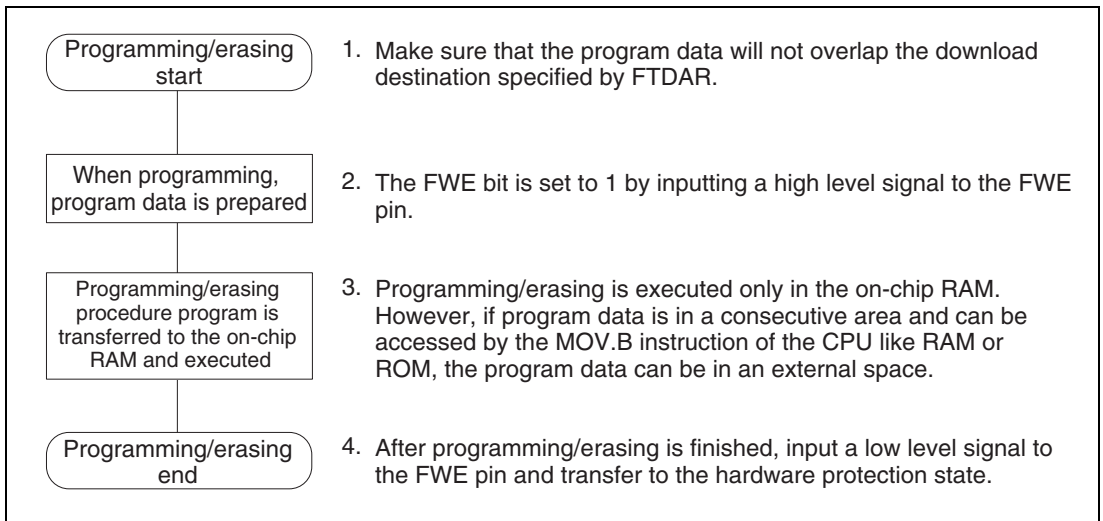 Programming/erasing
start
1. Make sure that the program data will not overlap the download
destination specified by FTDAR.
When programming,
program data is prepared
2. The FWE bit is set to 1 by inputting a high level signal to the FWE
pin.
Programming/erasing
procedure program is
transferred to the on-chip
RAM and executed
3. Programming/erasing is executed only in the on-chip RAM.
However, if program data is in a consecutive area and can be
accessed by the MOV.B instruction of the CPU like RAM or
ROM, the program data can be in an external space.
Programming/erasing
end
4. After programming/erasing is finished, input a low level signal to
the FWE pin and transfer to the hardware protection state.